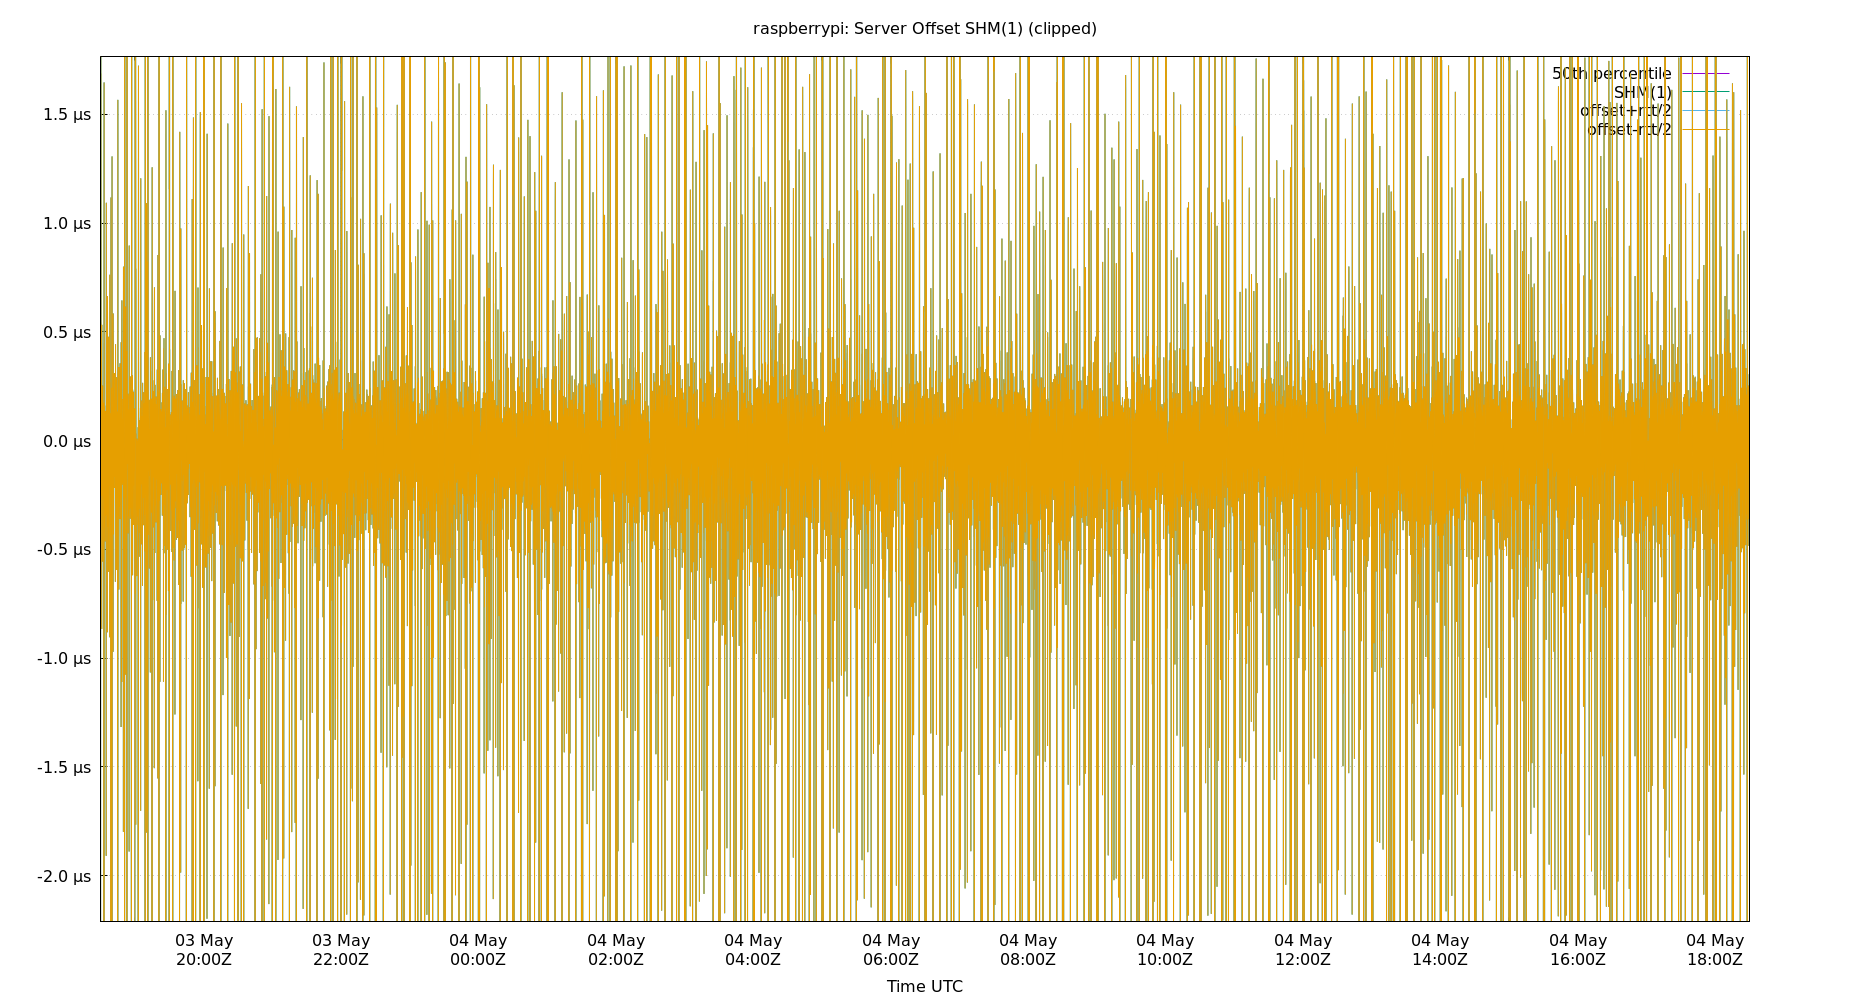 raspberrypi: Server Offset SHM(1) (clipped)
50th percentile
SHM(1)
offset+rtt/2
offset-rtt/2
1.5 µs
1.0 µs
0.5 µs
0.0 µs
-0.5 µs
-1.0 µs
-1.5 µs
-2.0 µs
03 May 03 May 04 May 04 May 04 May 04 May 04 May 04 May 04 May 04 May 04 May 04 May
20:00Z 22:00Z 00:00Z 02:00Z 04:00Z 06:00Z 08:00Z 10:00Z 12:00Z 14:00Z 16:00Z 18:00Z
Time UTC